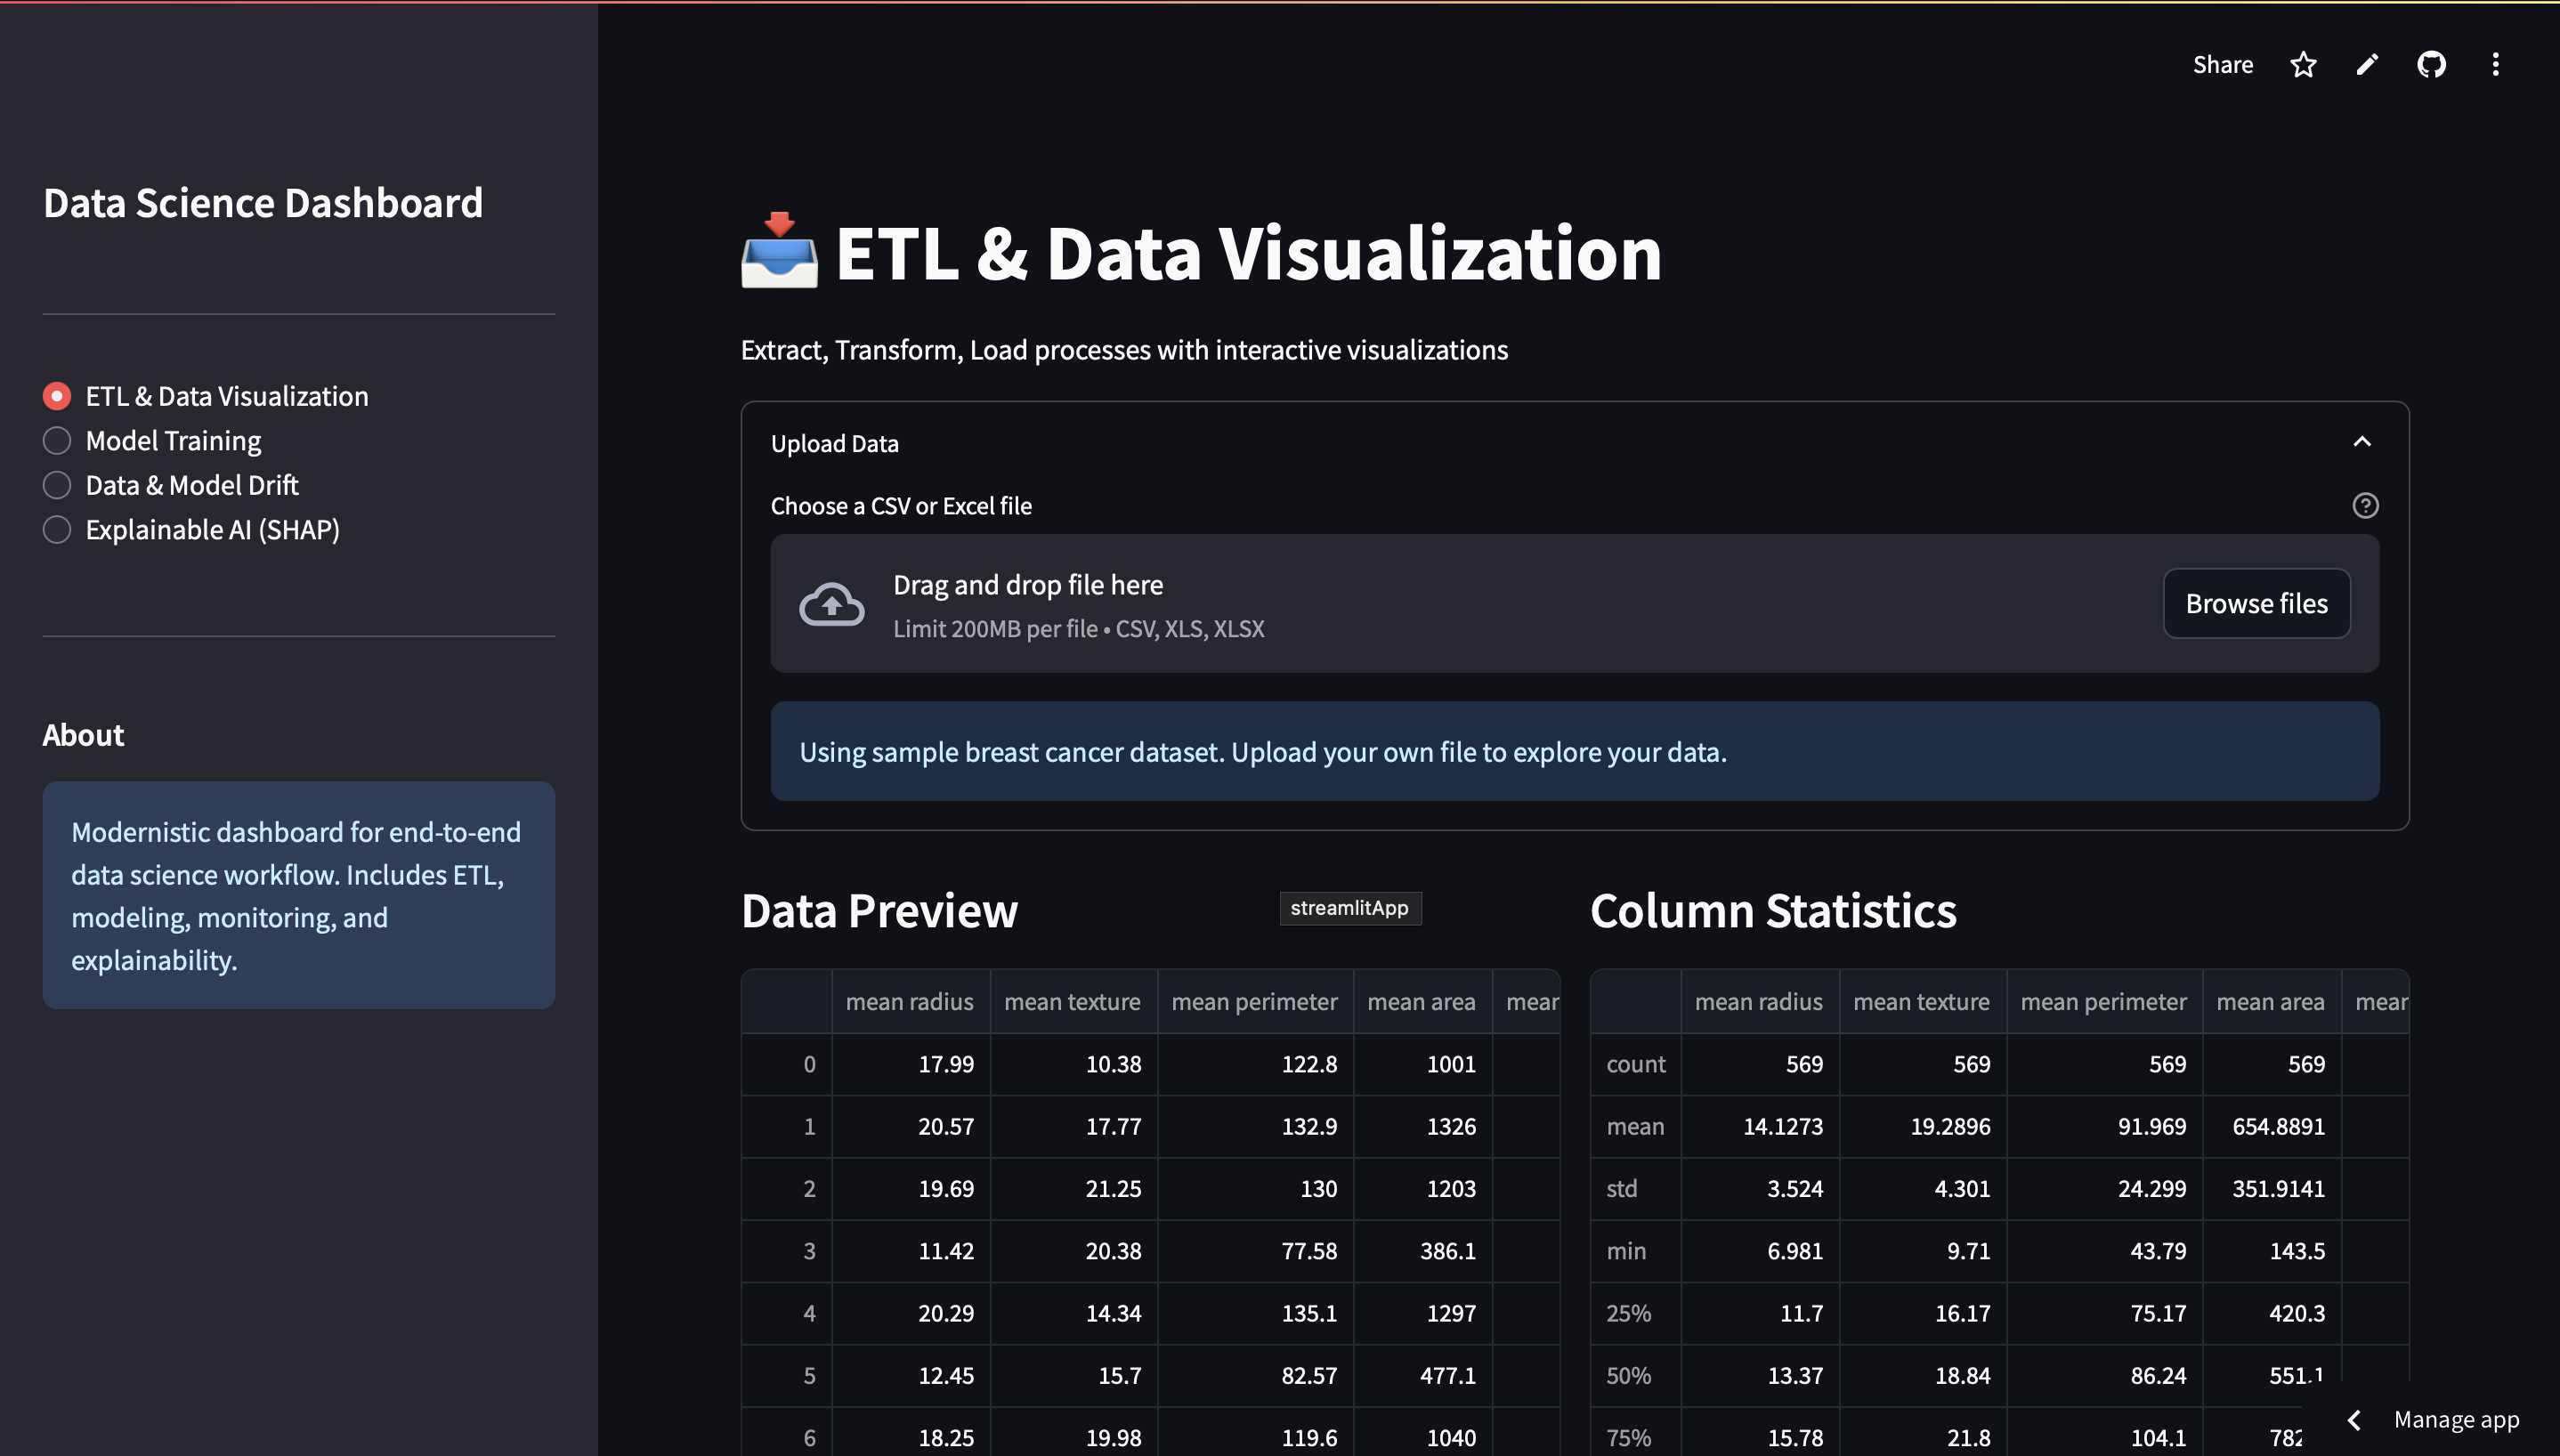 Share
Data Science Dashboard
ETL & Data Visualization
Model Training
Data & Model Drift
Explainable AI (SHAP)
About
Modernistic dashboard for end-to-end
data science workflow. Includes ETL,
modeling, monitoring, and
explainability.
ETL & Data Visualization
Extract, Transform, Load processes with interactive visualizations
Upload Data
Choose a CSV or Excel file
Drag and drop file here
Limit 200MB per file • CSV, XLS, XLSX
Browse files
Using sample breast cancer dataset. Upload your own file to explore your data.
Data Preview
streamlitApp
mean radius mean texture mean perimeter mean area mear
0 17.99 10.38 122.8 1001
1 20.57 17.77 132.9 1326
2 19.69 21.25 130 1203
3 11.42 20.38 77.58 386.1
4 20.29 14.34 135.1 1297
5 12.45 15.7 82.57 477.1
6 18.25 19.98 119.6 1040
Column Statistics
mean radius mean texture mean perimeter mean area mear
count 569 569 569 569
mean 14.1273 19.2896 91.969 654.8891
std 3.524 4.301 24.299 351.9141
min 6.981 9.71 43.79 143.5
25% 11.7 16.17 75.17 420.3
50% 13.37 18.84 86.24 551.1
75% 15.78 21.8 104.1 782
Manage app